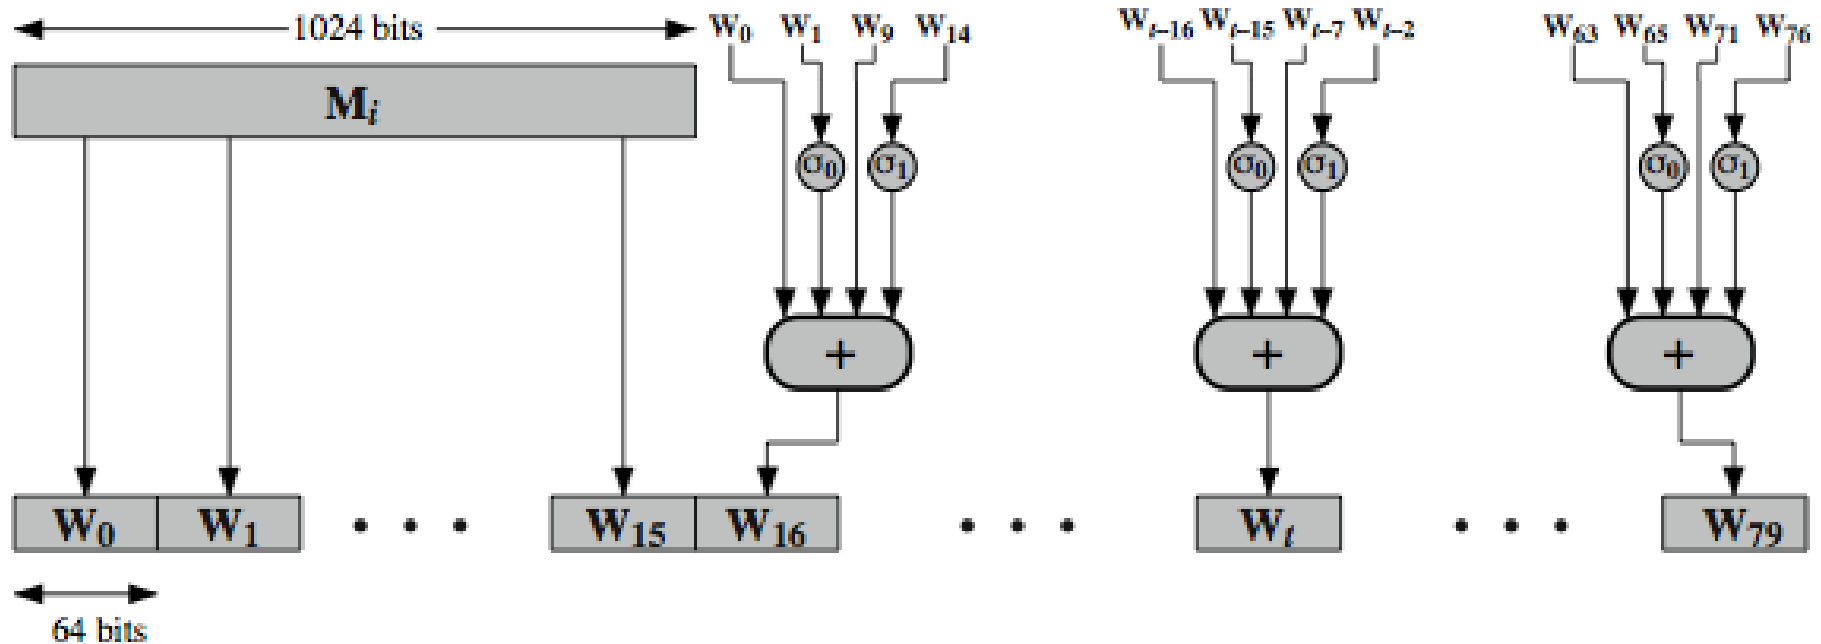 1024 bits W₀ W₁ W₉ W₁₄ Wₜ₋₁₆ Wₜ₋₁₅ Wₜ₋₇ Wₜ₋₂ W₆₃ W₆₅ W₇₁ W₇₆
Mᵢ
σ₀ σ₁ σ₀ σ₁ σ₀ σ₁
+ + +
W₀ W₁ • • • W₁₅ W₁₆ • • • Wₜ • • • W₇₉
64 bits